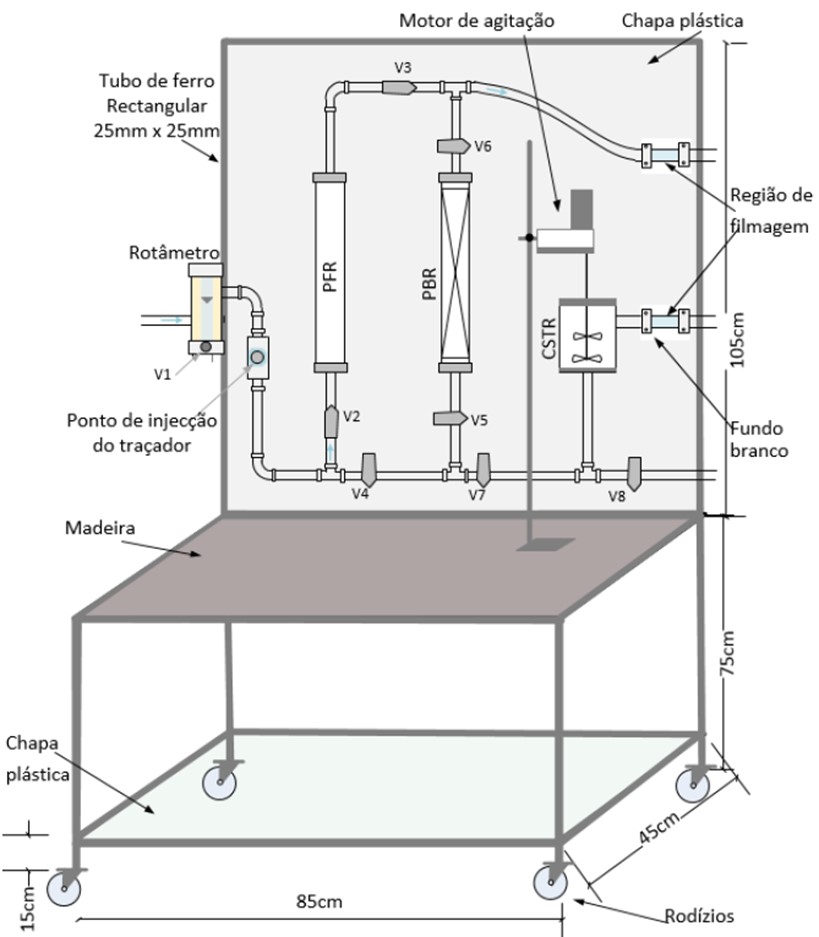 Motor de agitação
Chapa plástica
Tubo de ferro
Rectangular
25mm x 25mm
V3
V6
Região de
filmagem
Rotâmetro
PFR
PBR
CSTR
105cm
V1
Ponto de injecção
do traçador
V2
V5
Fundo
branco
V4
V7
V8
Madeira
75cm
Chapa
plástica
45cm
15cm
85cm
Rodízios